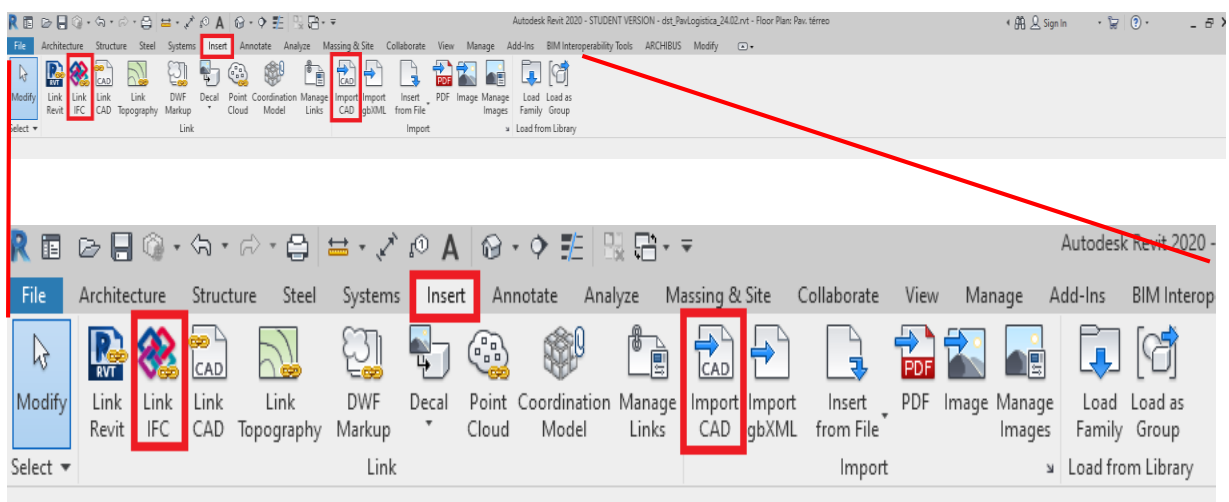 Autodesk Revit 2020 - STUDENT VERSION - dst_PavLogistica_24.02.rvt - Floor Plan: Pav. térreo
Sign In
File Architecture Structure Steel Systems Insert Annotate Analyze Massing & Site Collaborate View Manage Add-Ins BIM Interoperability Tools ARCHIBUS Modify
Modify Link Link Link Link DWF Decal Point Coordination Manage Import Import Insert PDF Image Manage Load Load as
Revit IFC CAD Topography Markup Cloud Model Links CAD gbXML from File Images Family Group
Select Link Import Load from Library
Autodesk Revit 2020 -
File Architecture Structure Steel Systems Insert Annotate Analyze Massing & Site Collaborate View Manage Add-Ins BIM Interop
RVT CAD CAD PDF
Modify Link Link Link Link DWF Decal Point Coordination Manage Import Import Insert PDF Image Manage Load Load as
Revit IFC CAD Topography Markup Cloud Model Links CAD gbXML from File Images Family Group
Select Link Import Load from Library